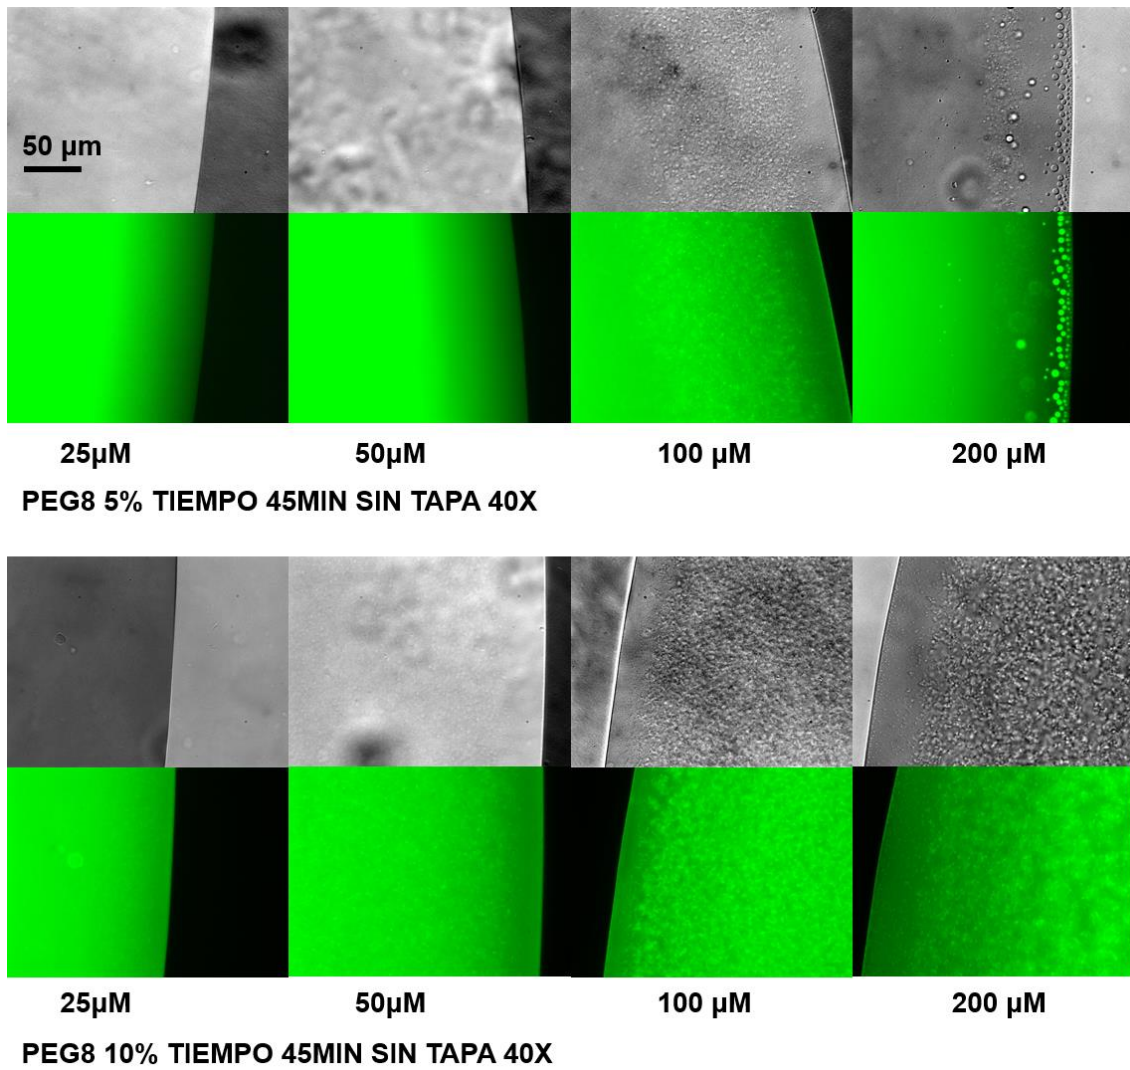 50 µm
25µM 50µM 100 µM 200 µM
PEG8 5% TIEMPO 45MIN SIN TAPA 40X
25µM 50µM 100 µM 200 µM
PEG8 10% TIEMPO 45MIN SIN TAPA 40X